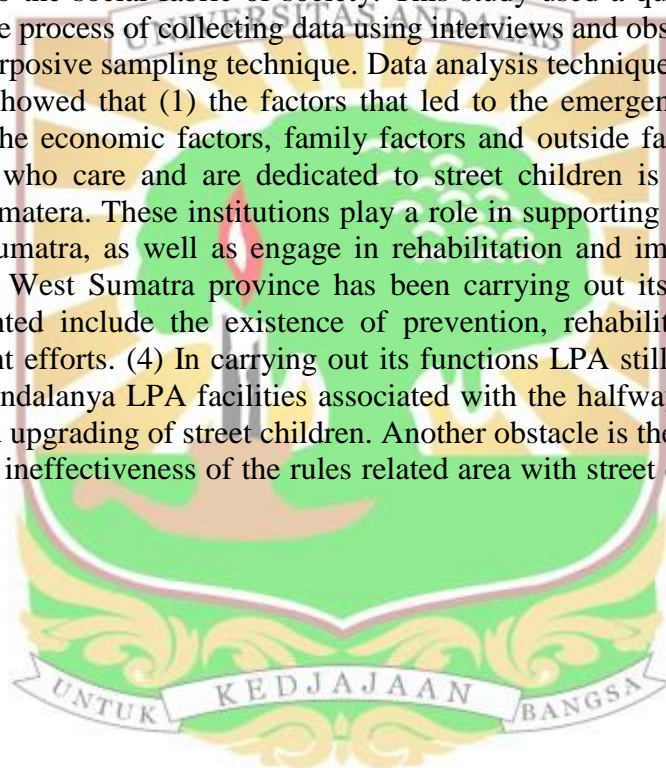 o the social fabric of society. This study used a qu
UNIVERSITAS ANDALAS
e process of collecting data using interviews and obs
rposive sampling technique. Data analysis technique
howed that (1) the factors that led to the emergen
he economic factors, family factors and outside fa
who care and are dedicated to street children is
matera. These institutions play a role in supporting
umatra, as well as engage in rehabilitation and im
West Sumatra province has been carrying out its
nted include the existence of prevention, rehabilit
nt efforts. (4) In carrying out its functions LPA still
ndalanya LPA facilities associated with the halfwa
upgrading of street children. Another obstacle is the
ineffectiveness of the rules related area with street
UNTUK KEDJAJAAN BANGSA